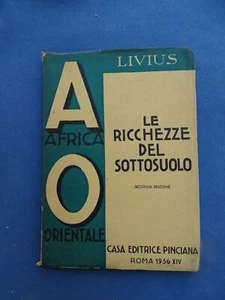 LIVIUS
A
AFRICA
O
ORIENTALE
LE
RICCHEZZE
DEL
SOTTOSUOLO
SECONDA EDIZIONE
CASA EDITRICE PINCIANA
ROMA 1936 XIV